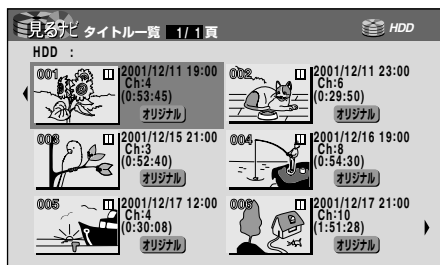 見るナビ タイトル一覧 1/1頁 HDD
HDD :
001 2001/12/11 19:00
Ch:4
(0:53:45)
オリジナル
002 2001/12/11 23:00
Ch:6
(0:29:50)
オリジナル
003 2001/12/15 21:00
Ch:3
(0:52:40)
オリジナル
004 2001/12/16 19:00
Ch:8
(0:54:30)
オリジナル
005 2001/12/17 12:00
Ch:4
(0:30:08)
オリジナル
006 2001/12/17 21:00
Ch:10
(1:51:28)
オリジナル